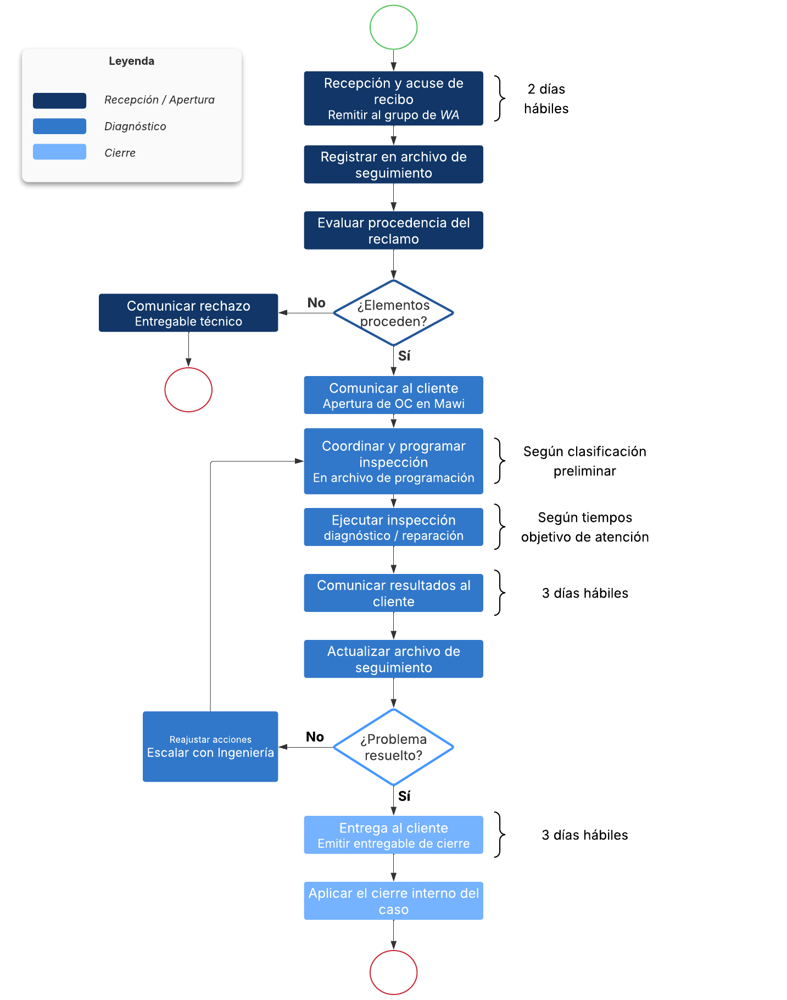 Leyenda
Recepción / Apertura
Diagnóstico
Cierre
Recepción y acuse de
recibo
Remitir al grupo de WA
2 días
hábiles
Registrar en archivo de
seguimiento
Evaluar procedencia del
reclamo
¿Elementos
proceden?
No
Comunicar rechazo
Entregable técnico
Sí
Comunicar al cliente
Apertura de OC en Mawi
Coordinar y programar
inspección
En archivo de programación
Según clasificación
preliminar
Ejecutar inspección
diagnóstico / reparación
Según tiempos
objetivo de atención
Comunicar resultados al
cliente
3 días hábiles
Actualizar archivo de
seguimiento
¿Problema
resuelto?
No
Reajustar acciones
Escalar con Ingeniería
Sí
Entrega al cliente
Emitir entregable de cierre
3 días hábiles
Aplicar el cierre interno del
caso